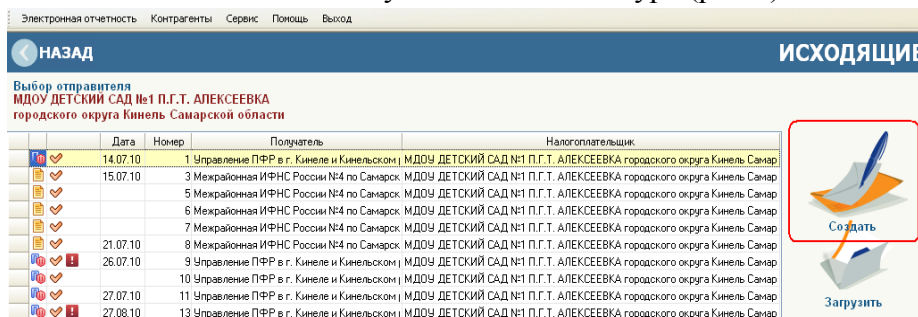 Электронная отчетность Контрагенты Сервис Помощь Выход
НАЗАД ИСХОДЯЩИЕ
Выбор отправителя
МДОУ ДЕТСКИЙ САД №1 П.Г.Т. АЛЕКСЕЕВКА
городского округа Кинель Самарской области
Дата Номер Получатель Налогоплательщик
14.07.10 1 Управление ПФР в г. Кинеле и Кинельском МДОУ ДЕТСКИЙ САД №1 П.Г.Т. АЛЕКСЕЕВКА городского округа Кинель Самар
15.07.10 3 Межрайонная ИФНС России №4 по Самарск МДОУ ДЕТСКИЙ САД №1 П.Г.Т. АЛЕКСЕЕВКА городского округа Кинель Самар
5 Межрайонная ИФНС России №4 по Самарск МДОУ ДЕТСКИЙ САД №1 П.Г.Т. АЛЕКСЕЕВКА городского округа Кинель Самар
6 Межрайонная ИФНС России №4 по Самарск МДОУ ДЕТСКИЙ САД №1 П.Г.Т. АЛЕКСЕЕВКА городского округа Кинель Самар
7 Межрайонная ИФНС России №4 по Самарск МДОУ ДЕТСКИЙ САД №1 П.Г.Т. АЛЕКСЕЕВКА городского округа Кинель Самар
21.07.10 8 Межрайонная ИФНС России №4 по Самарск МДОУ ДЕТСКИЙ САД №1 П.Г.Т. АЛЕКСЕЕВКА городского округа Кинель Самар
26.07.10 9 Управление ПФР в г. Кинеле и Кинельском МДОУ ДЕТСКИЙ САД №1 П.Г.Т. АЛЕКСЕЕВКА городского округа Кинель Самар
10 Управление ПФР в г. Кинеле и Кинельском МДОУ ДЕТСКИЙ САД №1 П.Г.Т. АЛЕКСЕЕВКА городского округа Кинель Самар
27.07.10 11 Управление ПФР в г. Кинеле и Кинельском МДОУ ДЕТСКИЙ САД №1 П.Г.Т. АЛЕКСЕЕВКА городского округа Кинель Самар
27.08.10 13 Управление ПФР в г. Кинеле и Кинельском МДОУ ДЕТСКИЙ САД №1 П.Г.Т. АЛЕКСЕЕВКА городского округа Кинель Самар
Создать
Загрузить